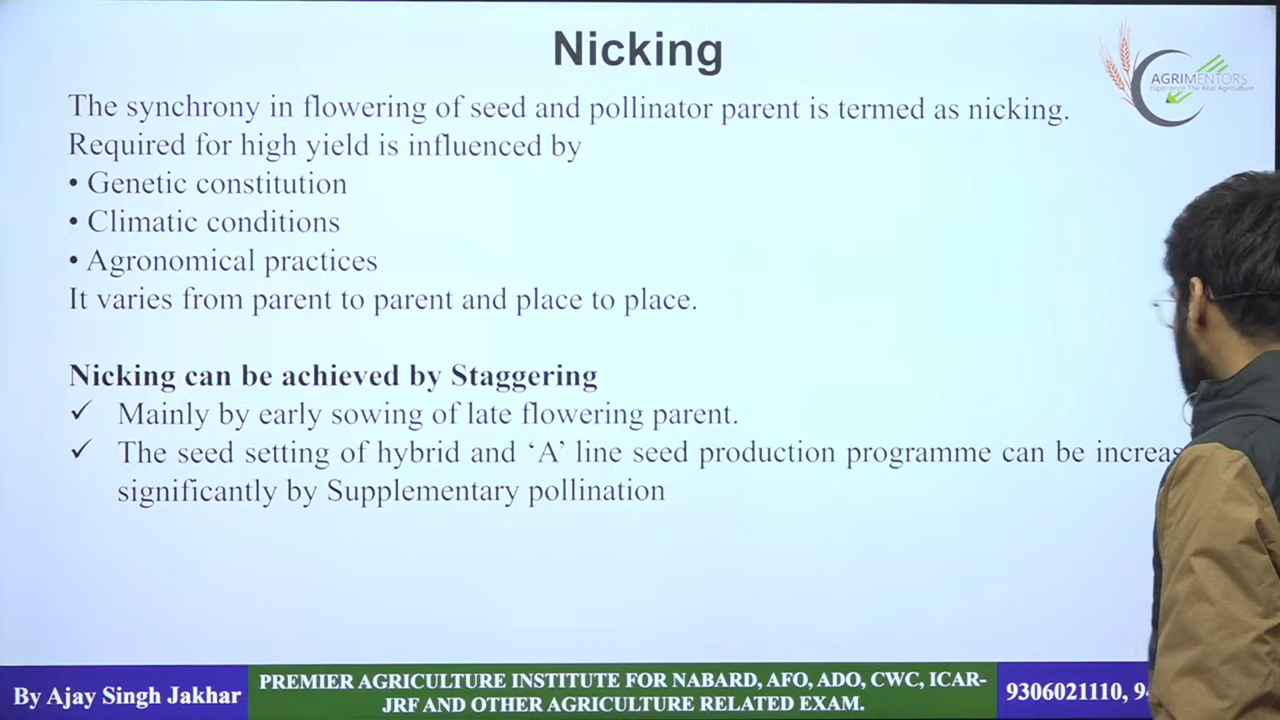 Nicking
AGRIMENTORS
Experience The Real Agriculture
The synchrony in flowering of seed and pollinator parent is termed as nicking.
Required for high yield is influenced by
• Genetic constitution
• Climatic conditions
• Agronomical practices
It varies from parent to parent and place to place.
Nicking can be achieved by Staggering
✓ Mainly by early sowing of late flowering parent.
✓ The seed setting of hybrid and ‘A’ line seed production programme can be
significantly by Supplementary pollination
By Ajay Singh Jakhar
PREMIER AGRICULTURE INSTITUTE FOR NABARD, AFO, ADO, CWC, ICAR-
JRF AND OTHER AGRICULTURE RELATED EXAM.
9306021110,